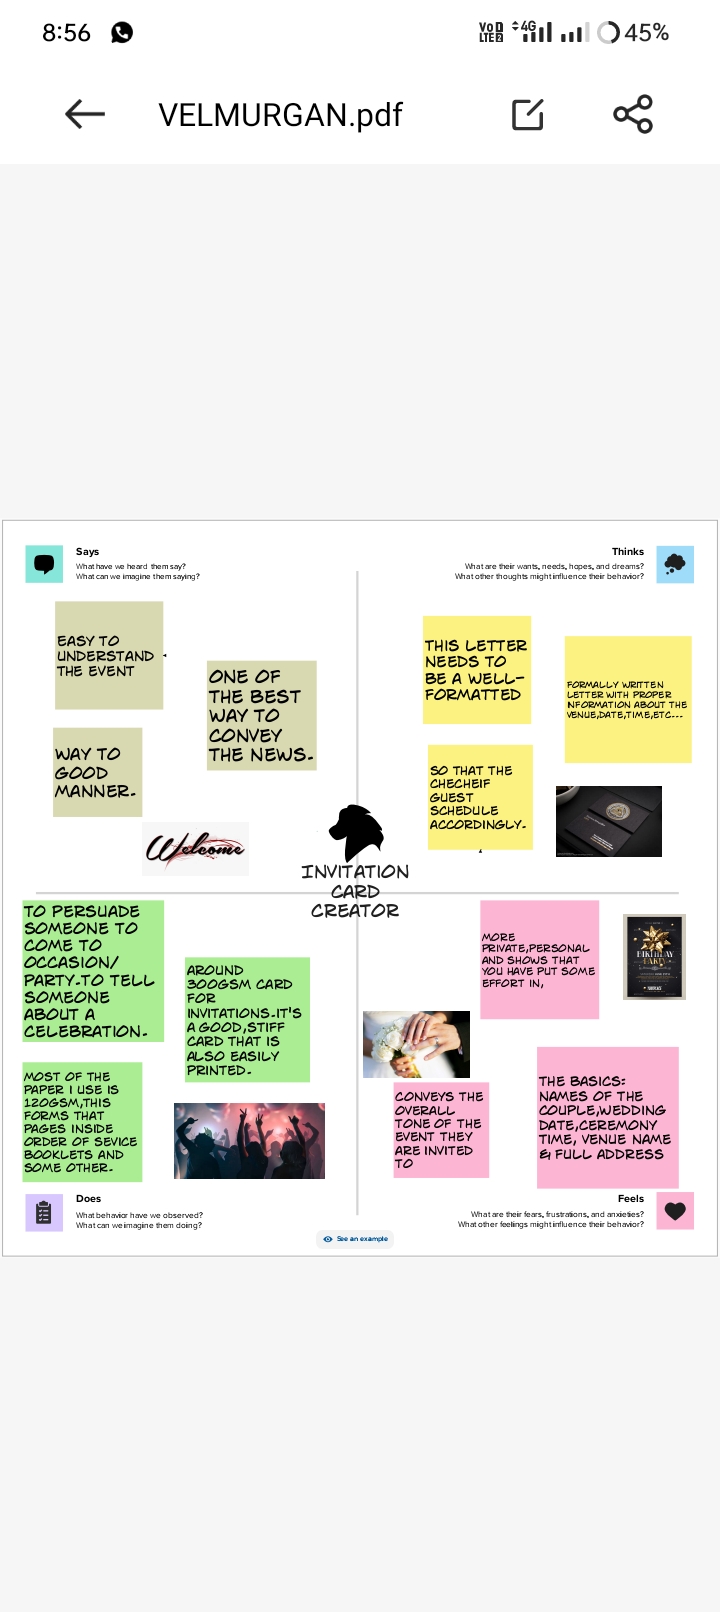 8:56
Vo D
LTE 2
4G
45%
VELMURGAN.pdf
Says
What have we heard them say?
What can we imagine them saying?
Thinks
What are their wants, needs, hopes, and dreams?
What other thoughts might influence their behavior?
EASY TO
UNDERSTAND
THE EVENT
ONE OF
THE BEST
WAY TO
CONVEY
THE NEWS.
WAY TO
GOOD
MANNER.
Welcome
THIS LETTER
NEEDS TO
BE A WELL-
FORMATTED
FORMALLY WRITTEN
LETTER WITH PROPER
INFORMATION ABOUT THE
VENUE,DATE,TIME,ETC...
SO THAT THE
CHECHEIF
GUEST
SCHEDULE
ACCORDINGLY.
INVITATION
CARD
CREATOR
TO PERSUADE
SOMEONE TO
COME TO
OCCASION/
PARTY.TO TELL
SOMEONE
ABOUT A
CELEBRATION.
AROUND
300GSM CARD
FOR
INVITATIONS.IT'S
A GOOD,STIFF
CARD THAT IS
ALSO EASILY
PRINTED.
MOST OF THE
PAPER I USE IS
120GSM,THIS
FORMS THAT
PAGES INSIDE
ORDER OF SEVICE
BOOKLETS AND
SOME OTHER.
MORE
PRIVATE,PERSONAL
AND SHOWS THAT
YOU HAVE PUT SOME
EFFORT IN,
BIRTHDAY
PARTY
CONVEYS THE
OVERALL
TONE OF THE
EVENT THEY
ARE INVITED
TO
THE BASICS:
NAMES OF THE
COUPLE,WEDDING
DATE,CEREMONY
TIME, VENUE NAME
& FULL ADDRESS
Does
What behavior have we observed?
What can we imagine them doing?
Feels
What are their fears, frustrations, and anxieties?
What other feelings might influence their behavior?
See an example